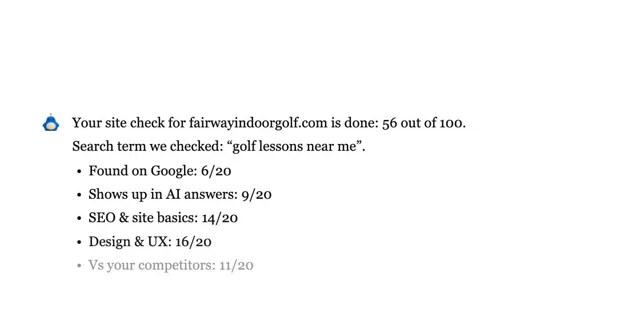 Your site check for fairwayindoorgolf.com is done: 56 out of 100.
Search term we checked: “golf lessons near me”.
• Found on Google: 6/20
• Shows up in AI answers: 9/20
• SEO & site basics: 14/20
• Design & UX: 16/20
• Vs your competitors: 11/20